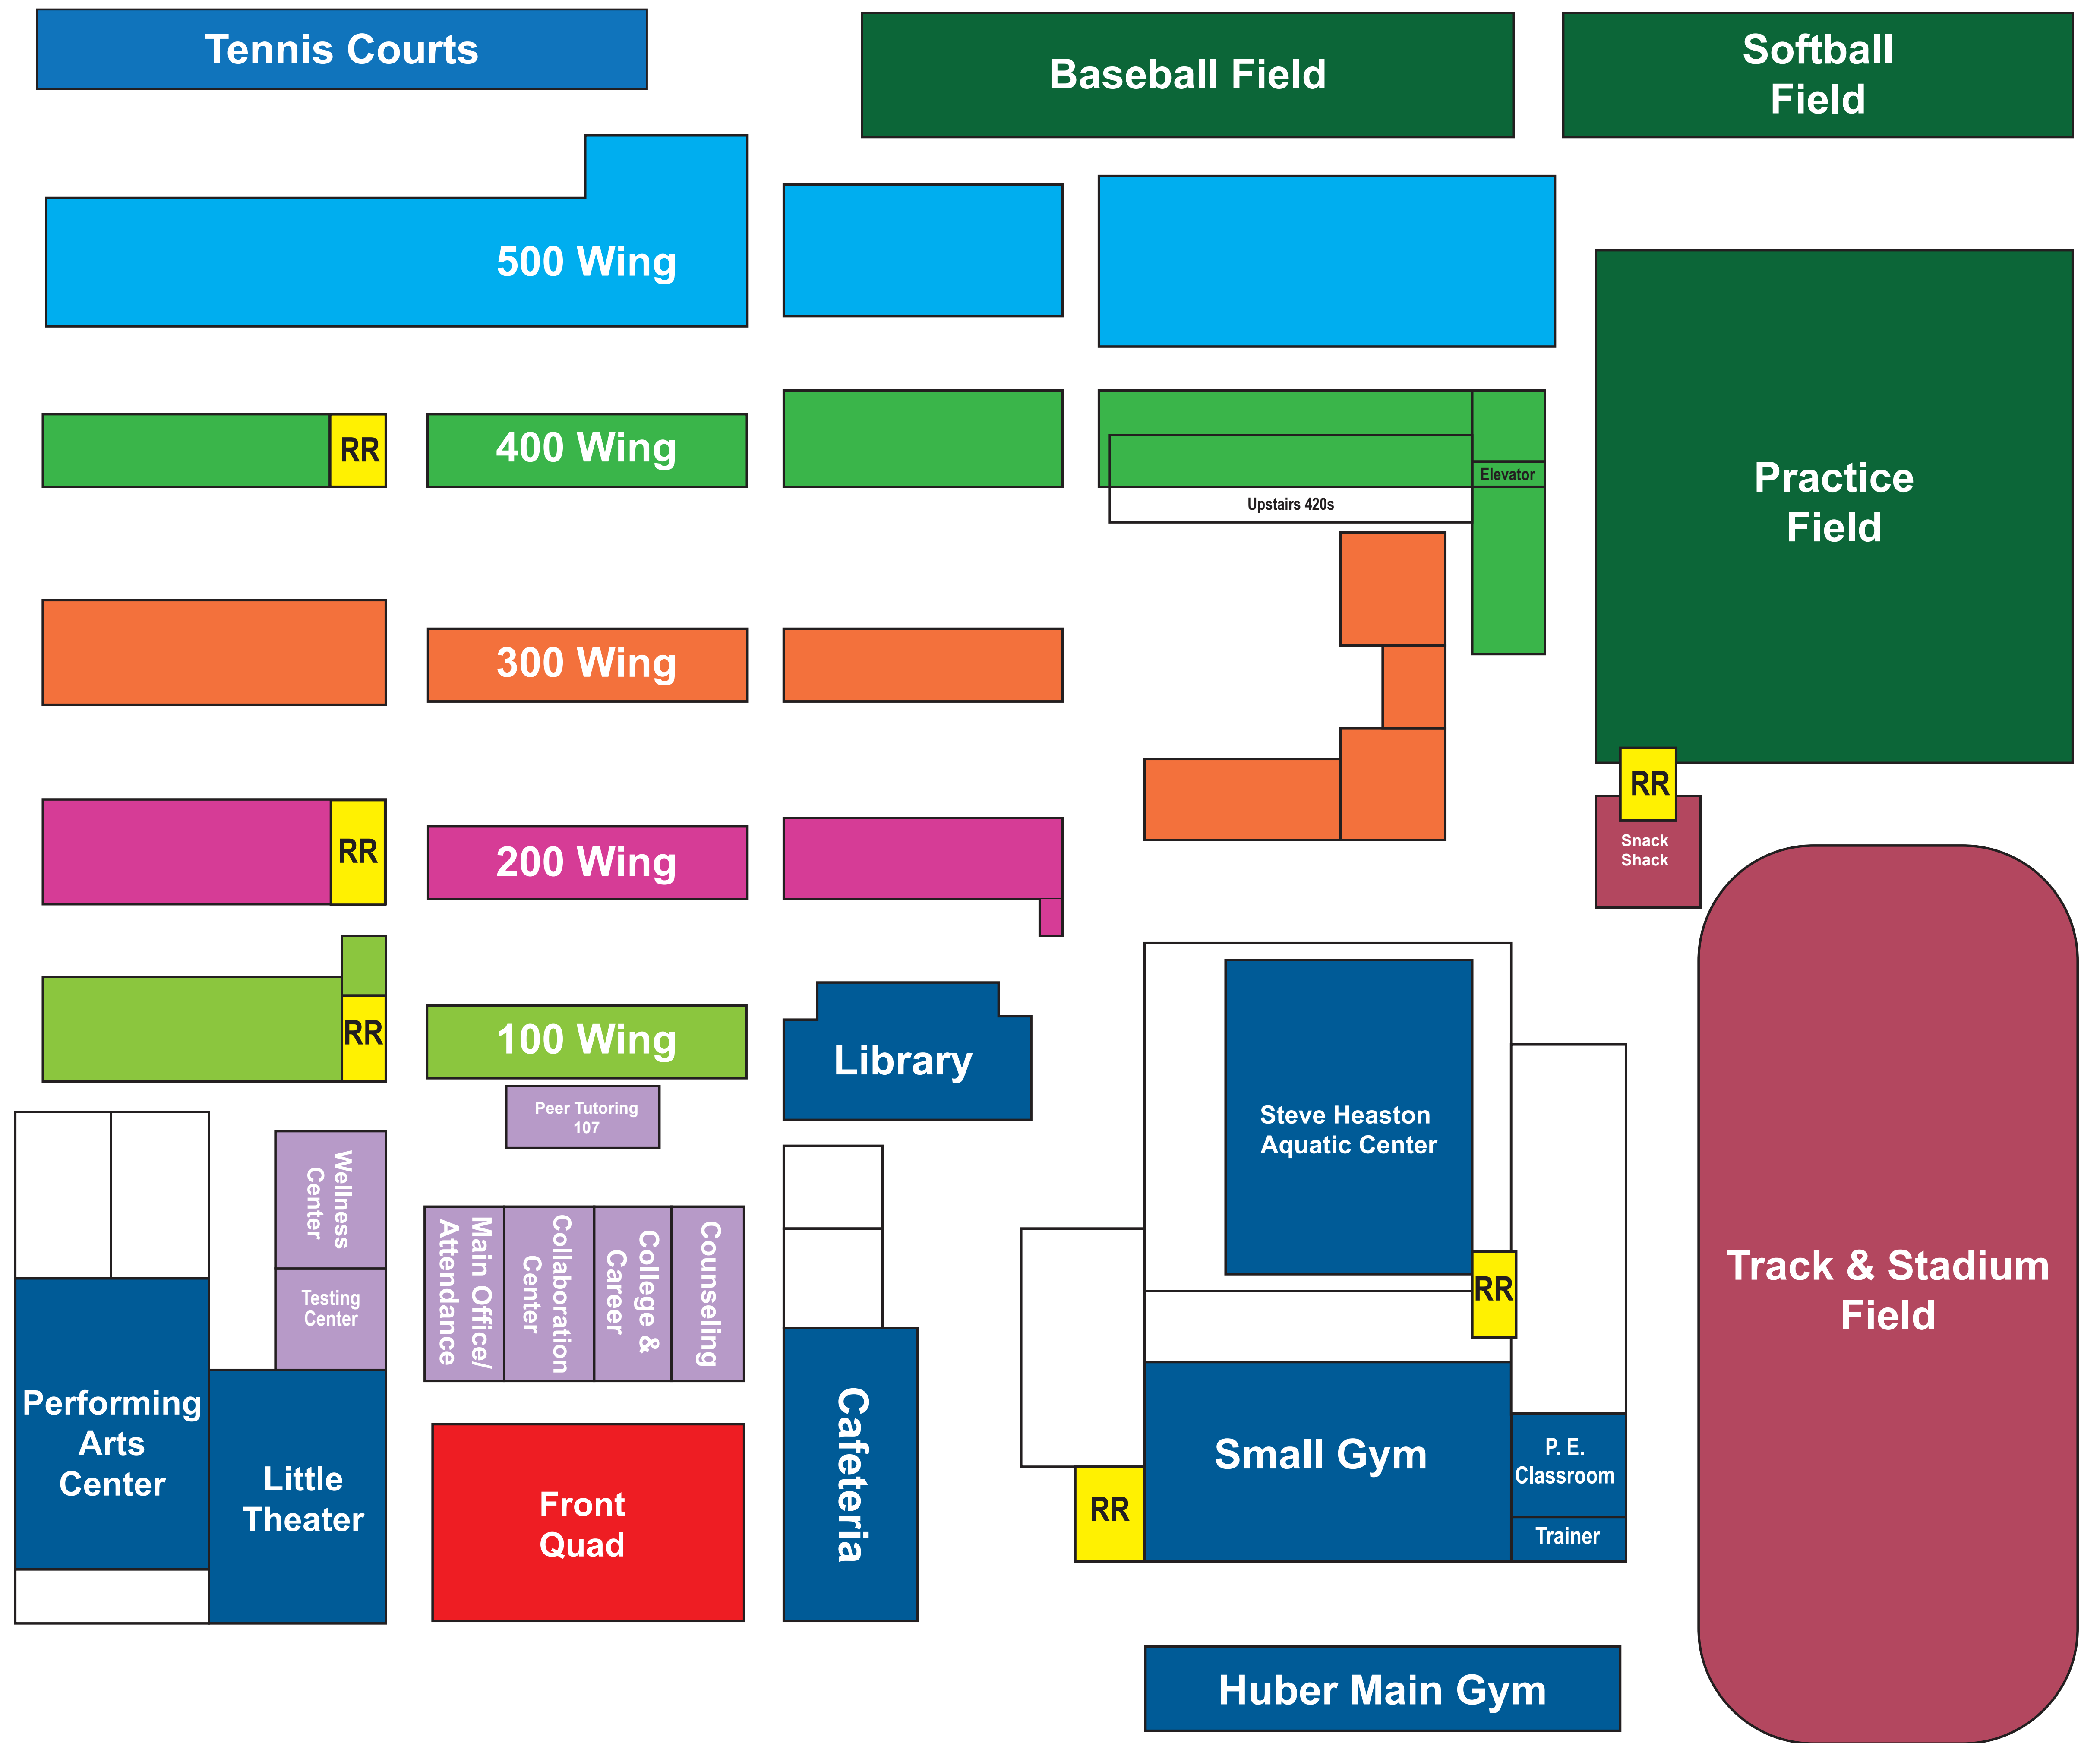 Tennis Courts
Baseball Field
Softball
Field
500 Wing
RR
400 Wing
Elevator
Upstairs 420s
Practice
Field
300 Wing
RR
Snack
Shack
RR
200 Wing
RR
100 Wing
Library
Peer Tutoring
107
Steve Heaston
Aquatic Center
Wellness
Center
Testing
Center
Main Office/
Attendance
Collaboration
Center
College &
Career
Counseling
RR
Track & Stadium
Field
Performing
Arts
Center
Little
Theater
Front
Quad
Cafeteria
RR
Small Gym
P. E.
Classroom
Trainer
Huber Main Gym